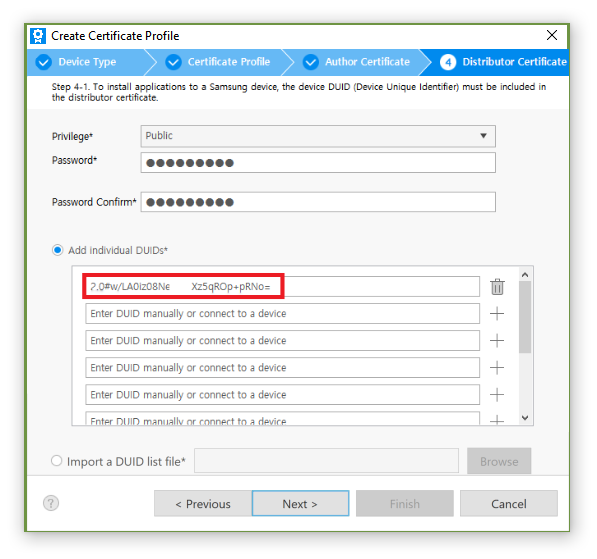 Create Certificate Profile
Device Type Certificate Profile Author Certificate 4 Distributor Certificate
Step 4-1. To install applications to a Samsung device, the device DUID (Device Unique Identifier) must be included in
the distributor certificate.
Privilege* Public
Password* ●●●●●●●●●
Password Confirm* ●●●●●●●●●
Add individual DUIDs*
2.0#w/LA0iz08Ne Xz5qROp+pRNo=
Enter DUID manually or connect to a device
Enter DUID manually or connect to a device
Enter DUID manually or connect to a device
Enter DUID manually or connect to a device
Enter DUID manually or connect to a device
Import a DUID list file* Browse
? < Previous Next > Finish Cancel